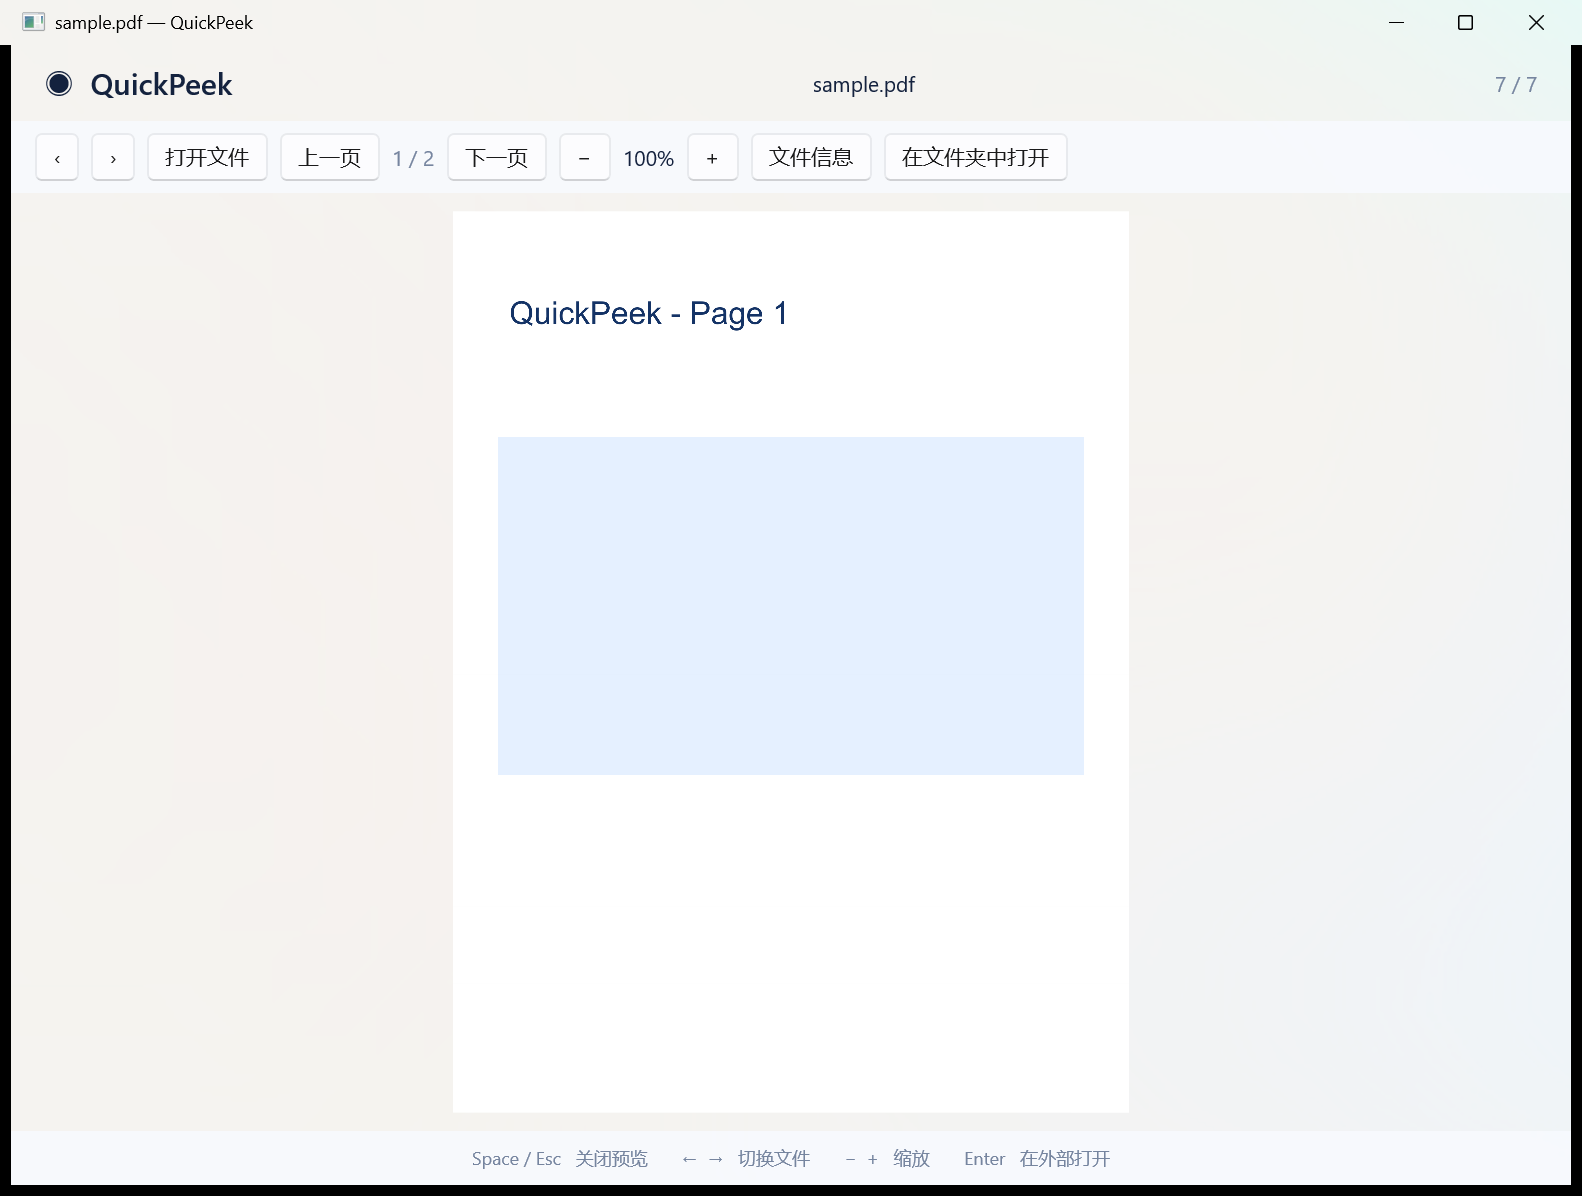 sample.pdf — QuickPeek
QuickPeek
sample.pdf
7 / 7
‹ › 打开文件 上一页 1 / 2 下一页 − 100% + 文件信息 在文件夹中打开
QuickPeek - Page 1
Space / Esc 关闭预览 ← → 切换文件 − + 缩放 Enter 在外部打开